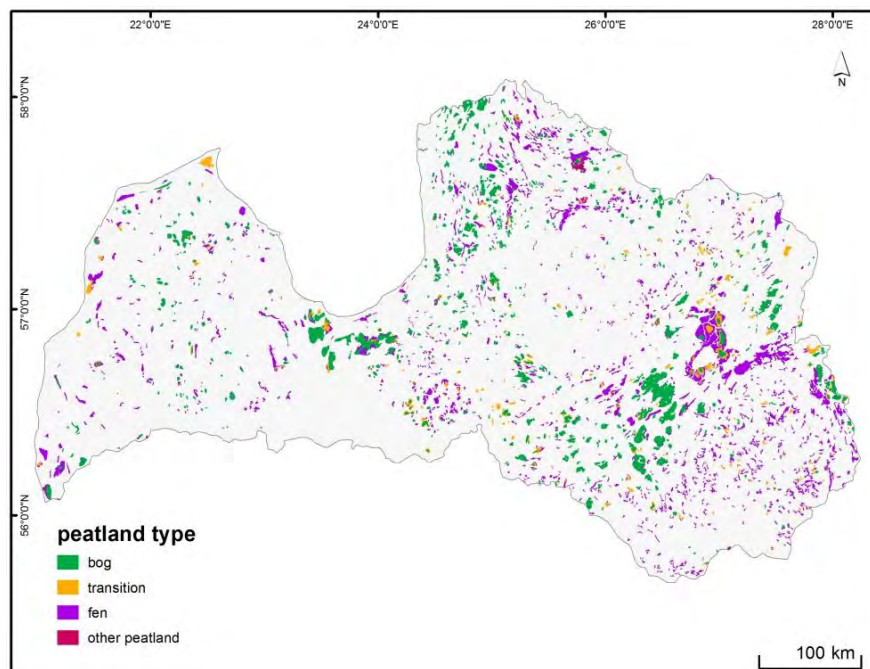 22°0'0"E 24°0'0"E 26°0'0"E 28°0'0"E
58°0'0"N
N
57°0'0"N
56°0'0"N
peatland type
bog
transition
fen
other peatland
100 km